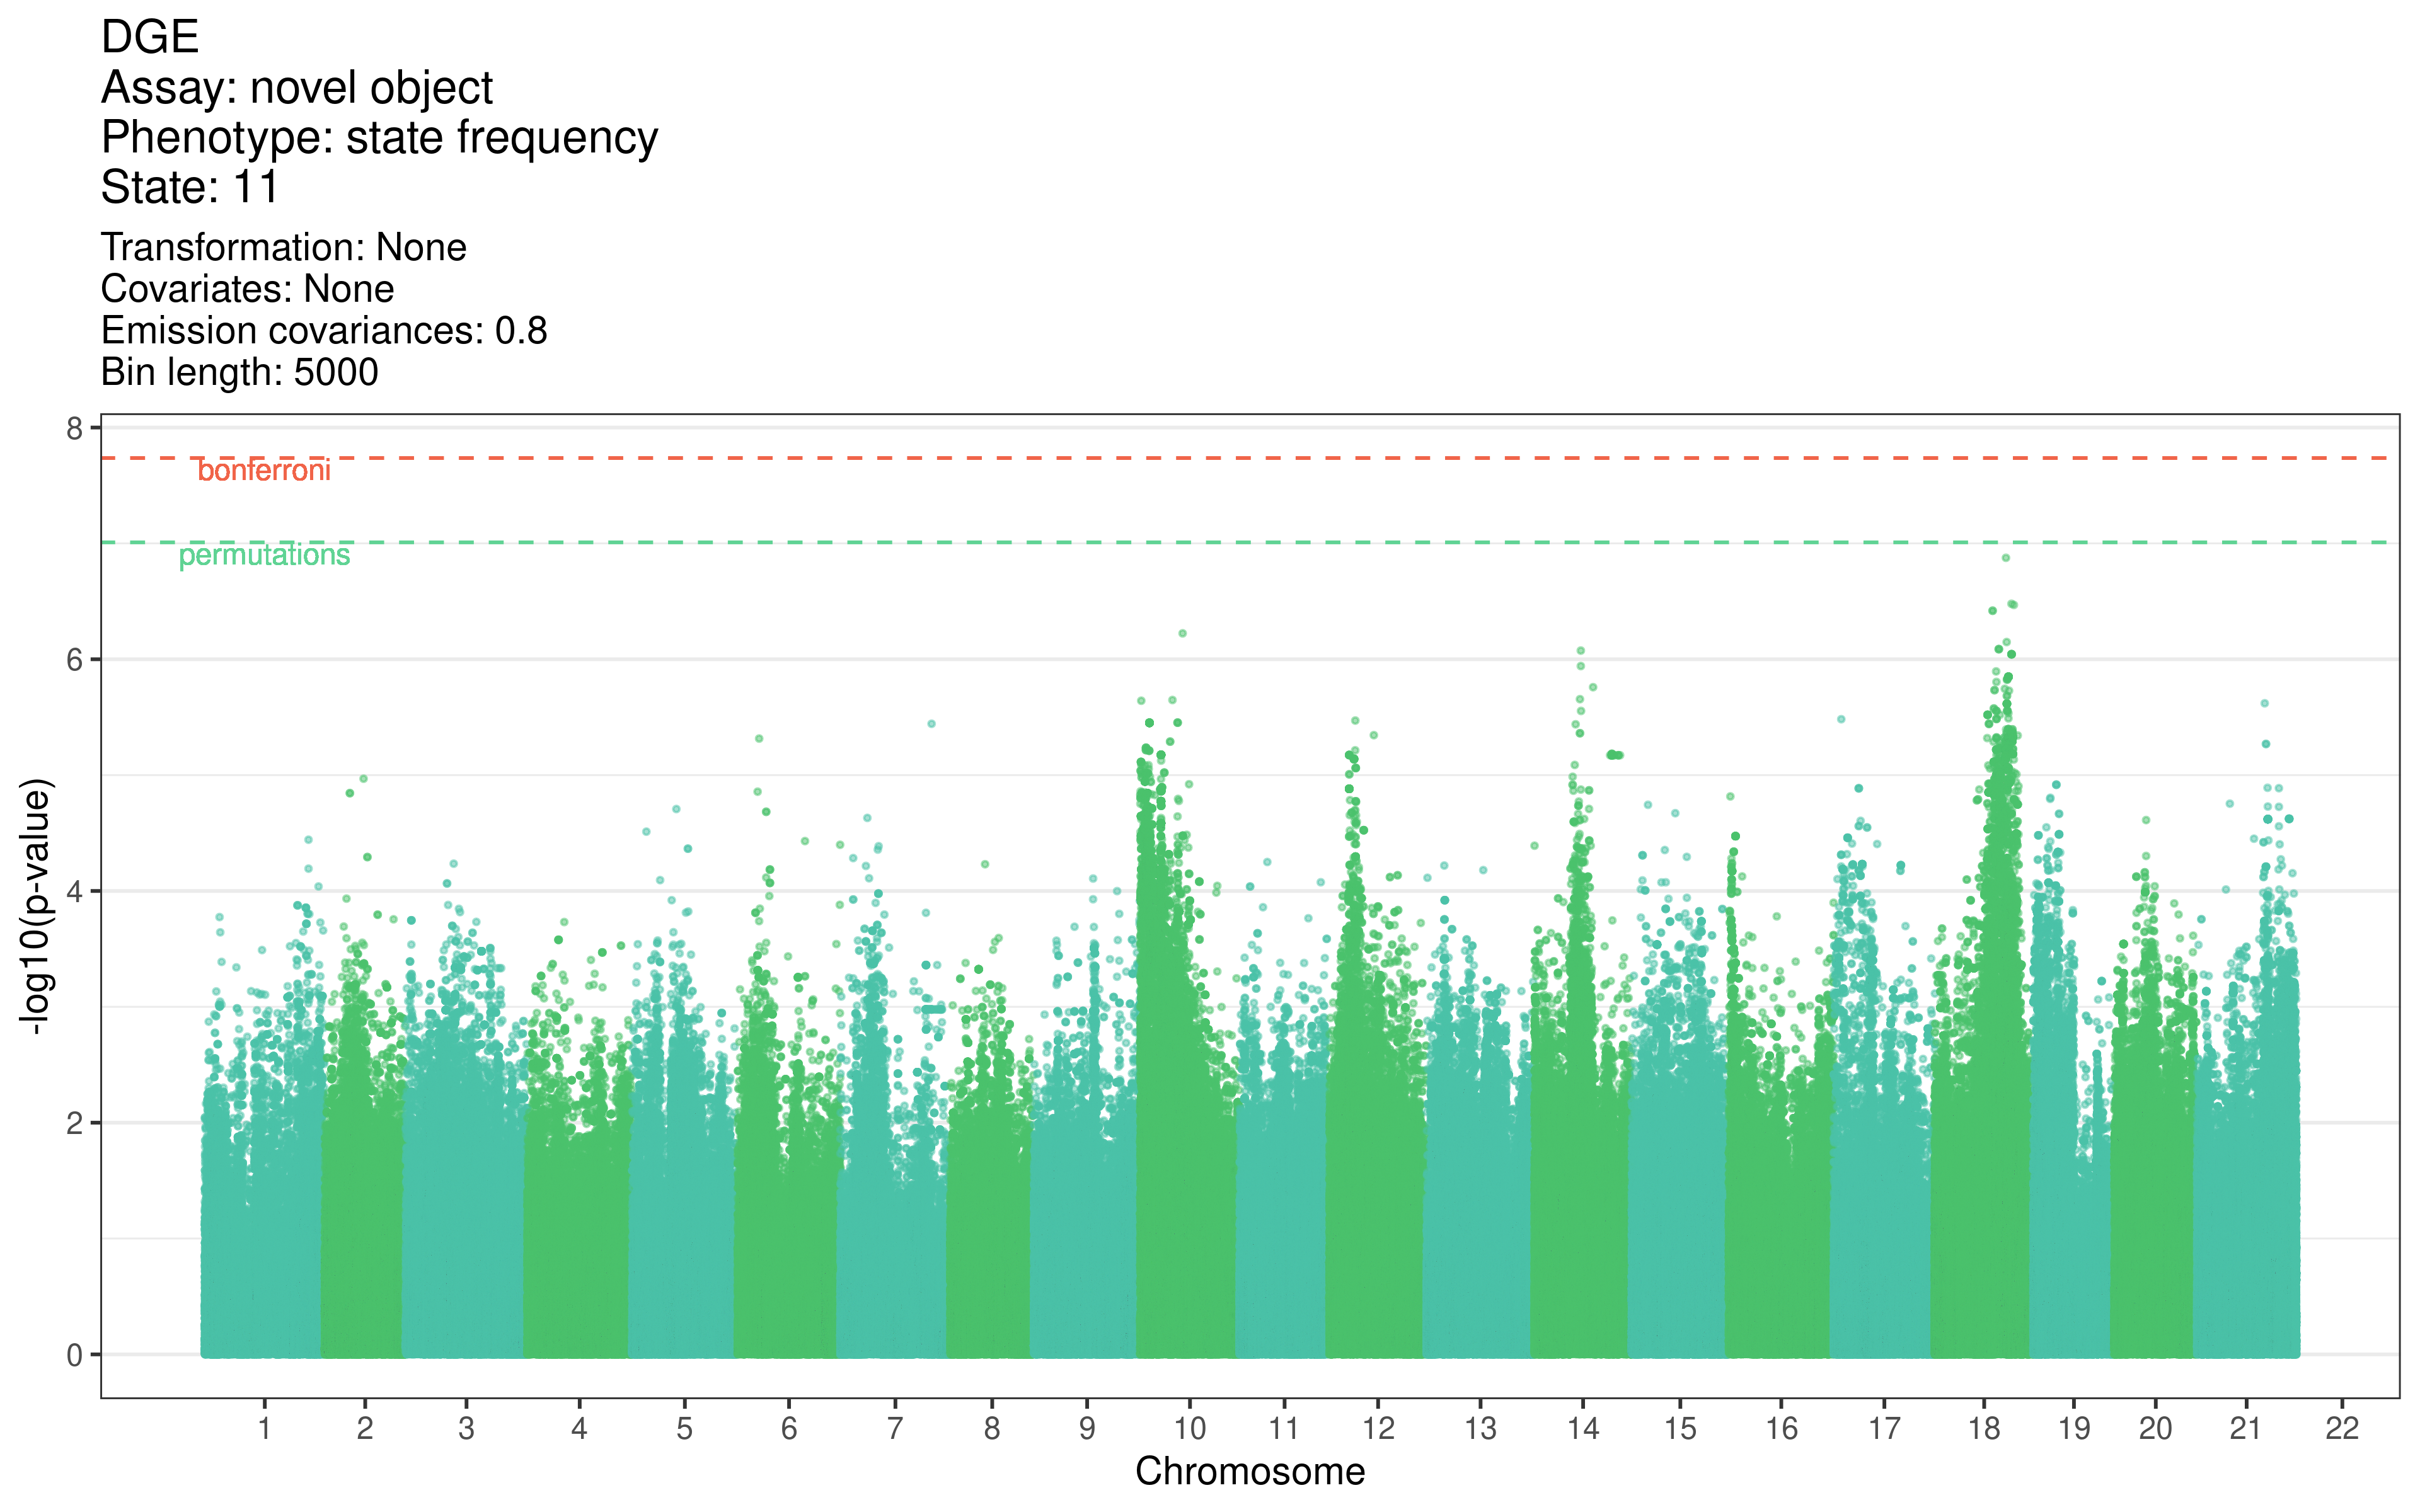 DGE
Assay: novel object
Phenotype: state frequency
State: 11
Transformation: None
Covariates: None
Emission covariances: 0.8
Bin length: 5000
8
bonferroni
permutations
6
4
2
0
-log10(p-value)
1 2 3 4 5 6 7 8 9 10 11 12 13 14 15 16 17 18 19 20 21 22
Chromosome